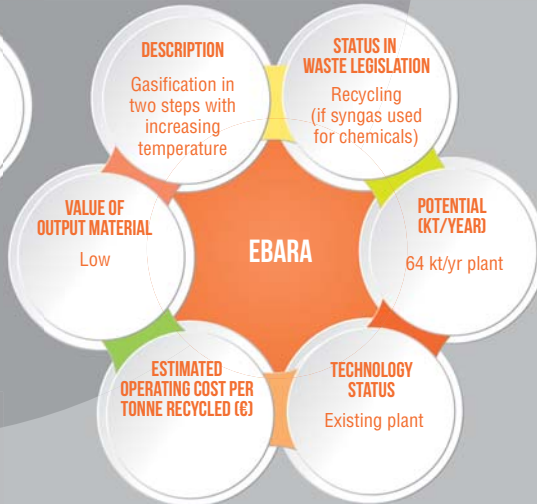 DESCRIPTION
Gasification in
two steps with
increasing
temperature
STATUS IN
WASTE LEGISLATION
Recycling
(if syngas used
for chemicals)
VALUE OF
OUTPUT MATERIAL
Low
EBARA
POTENTIAL
(KT/YEAR)
64 kt/yr plant
ESTIMATED
OPERATING COST PER
TONNE RECYCLED (€)
TECHNOLOGY
STATUS
Existing plant